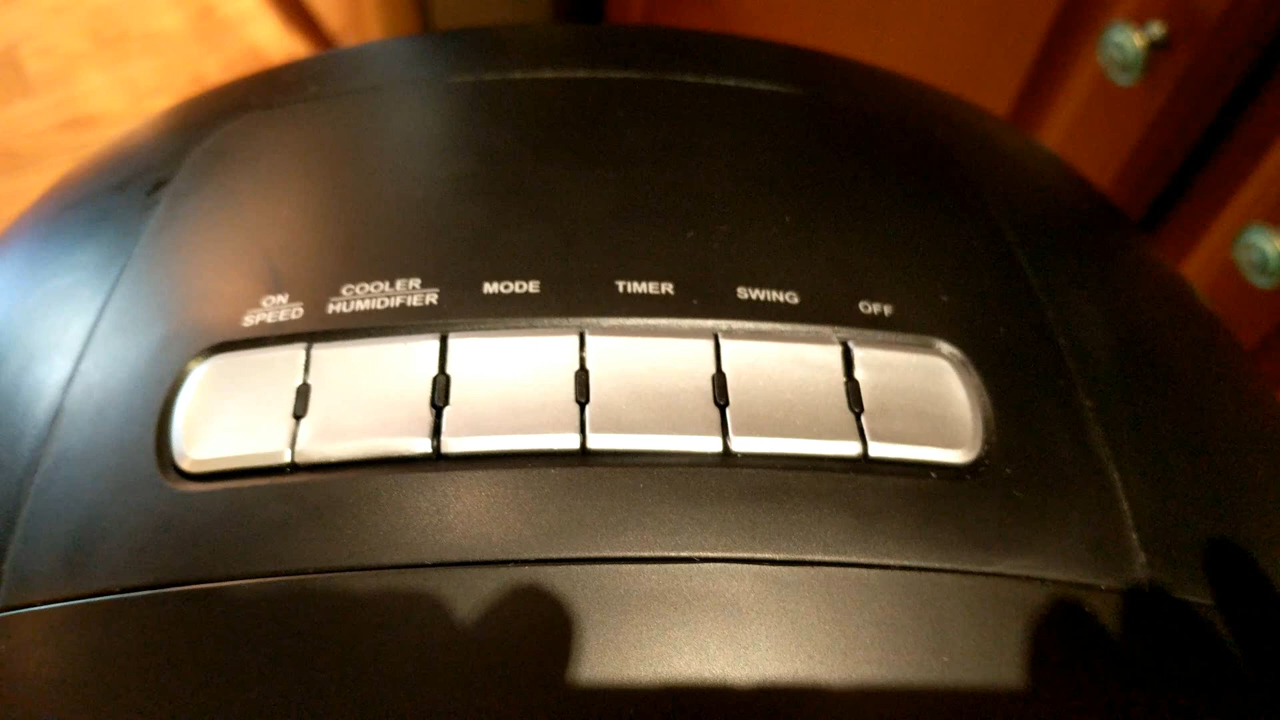 ON
SPEED
COOLER
HUMIDIFIER
MODE
TIMER
SWING
OFF